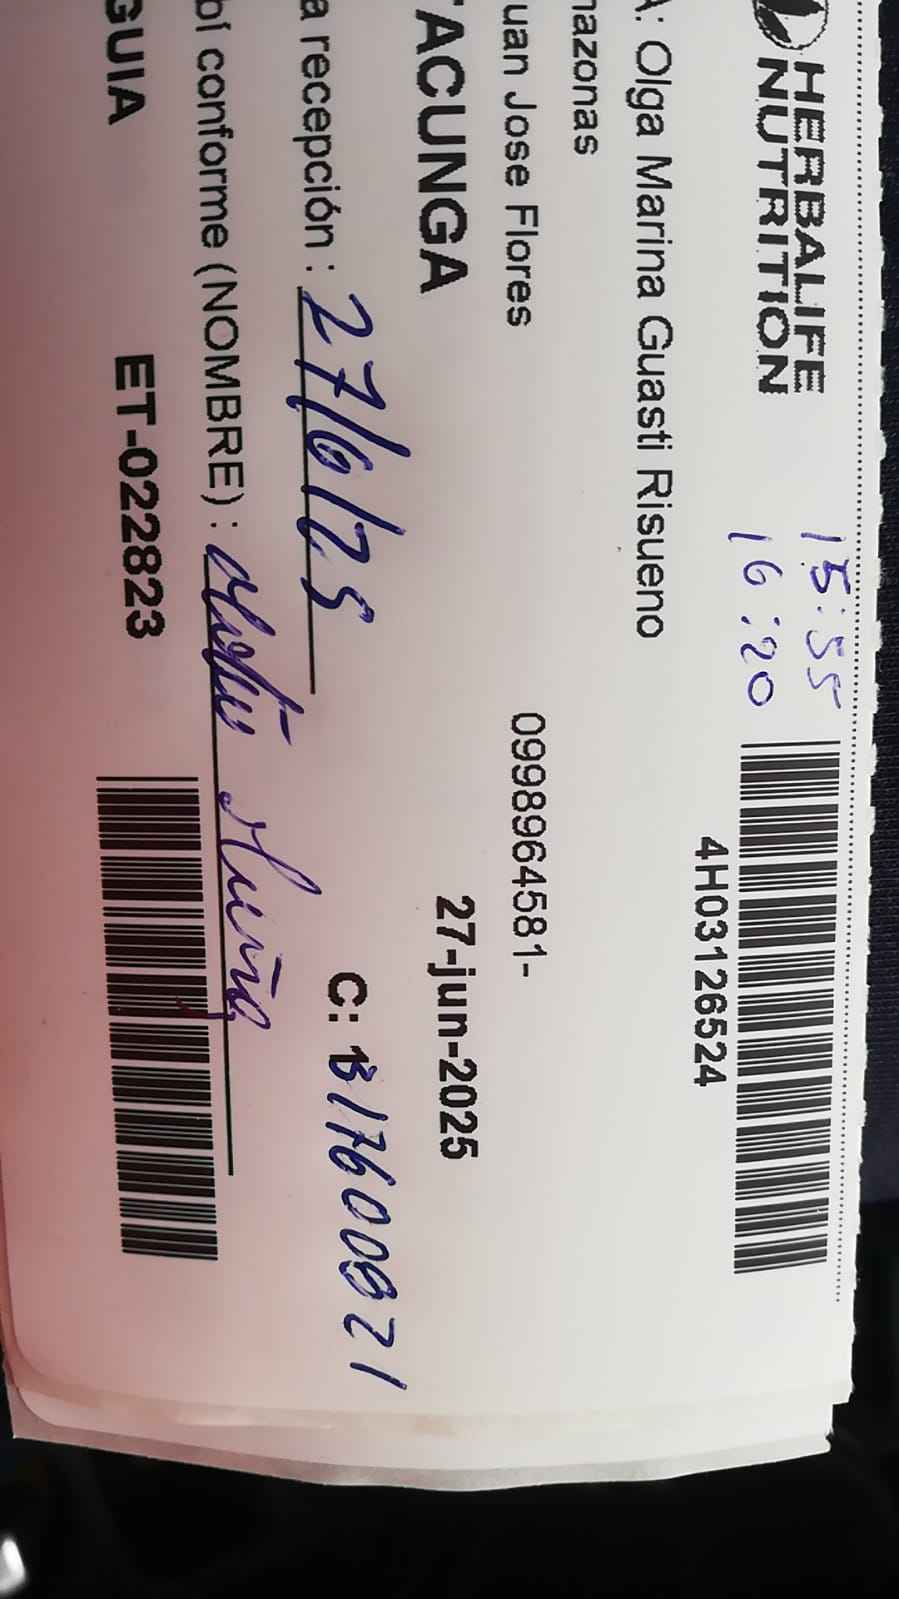 HERBALIFE
NUTRITION
15:55
16:20
4H03126524
A: Olga Marina Guasti Risueno
nazonas
uan Jose Flores 0998964581-
TACUNGA 27-jun-2025
a recepción : 27/6/25 C:
bí conforme (NOMBRE) :
GUIA ET-022823